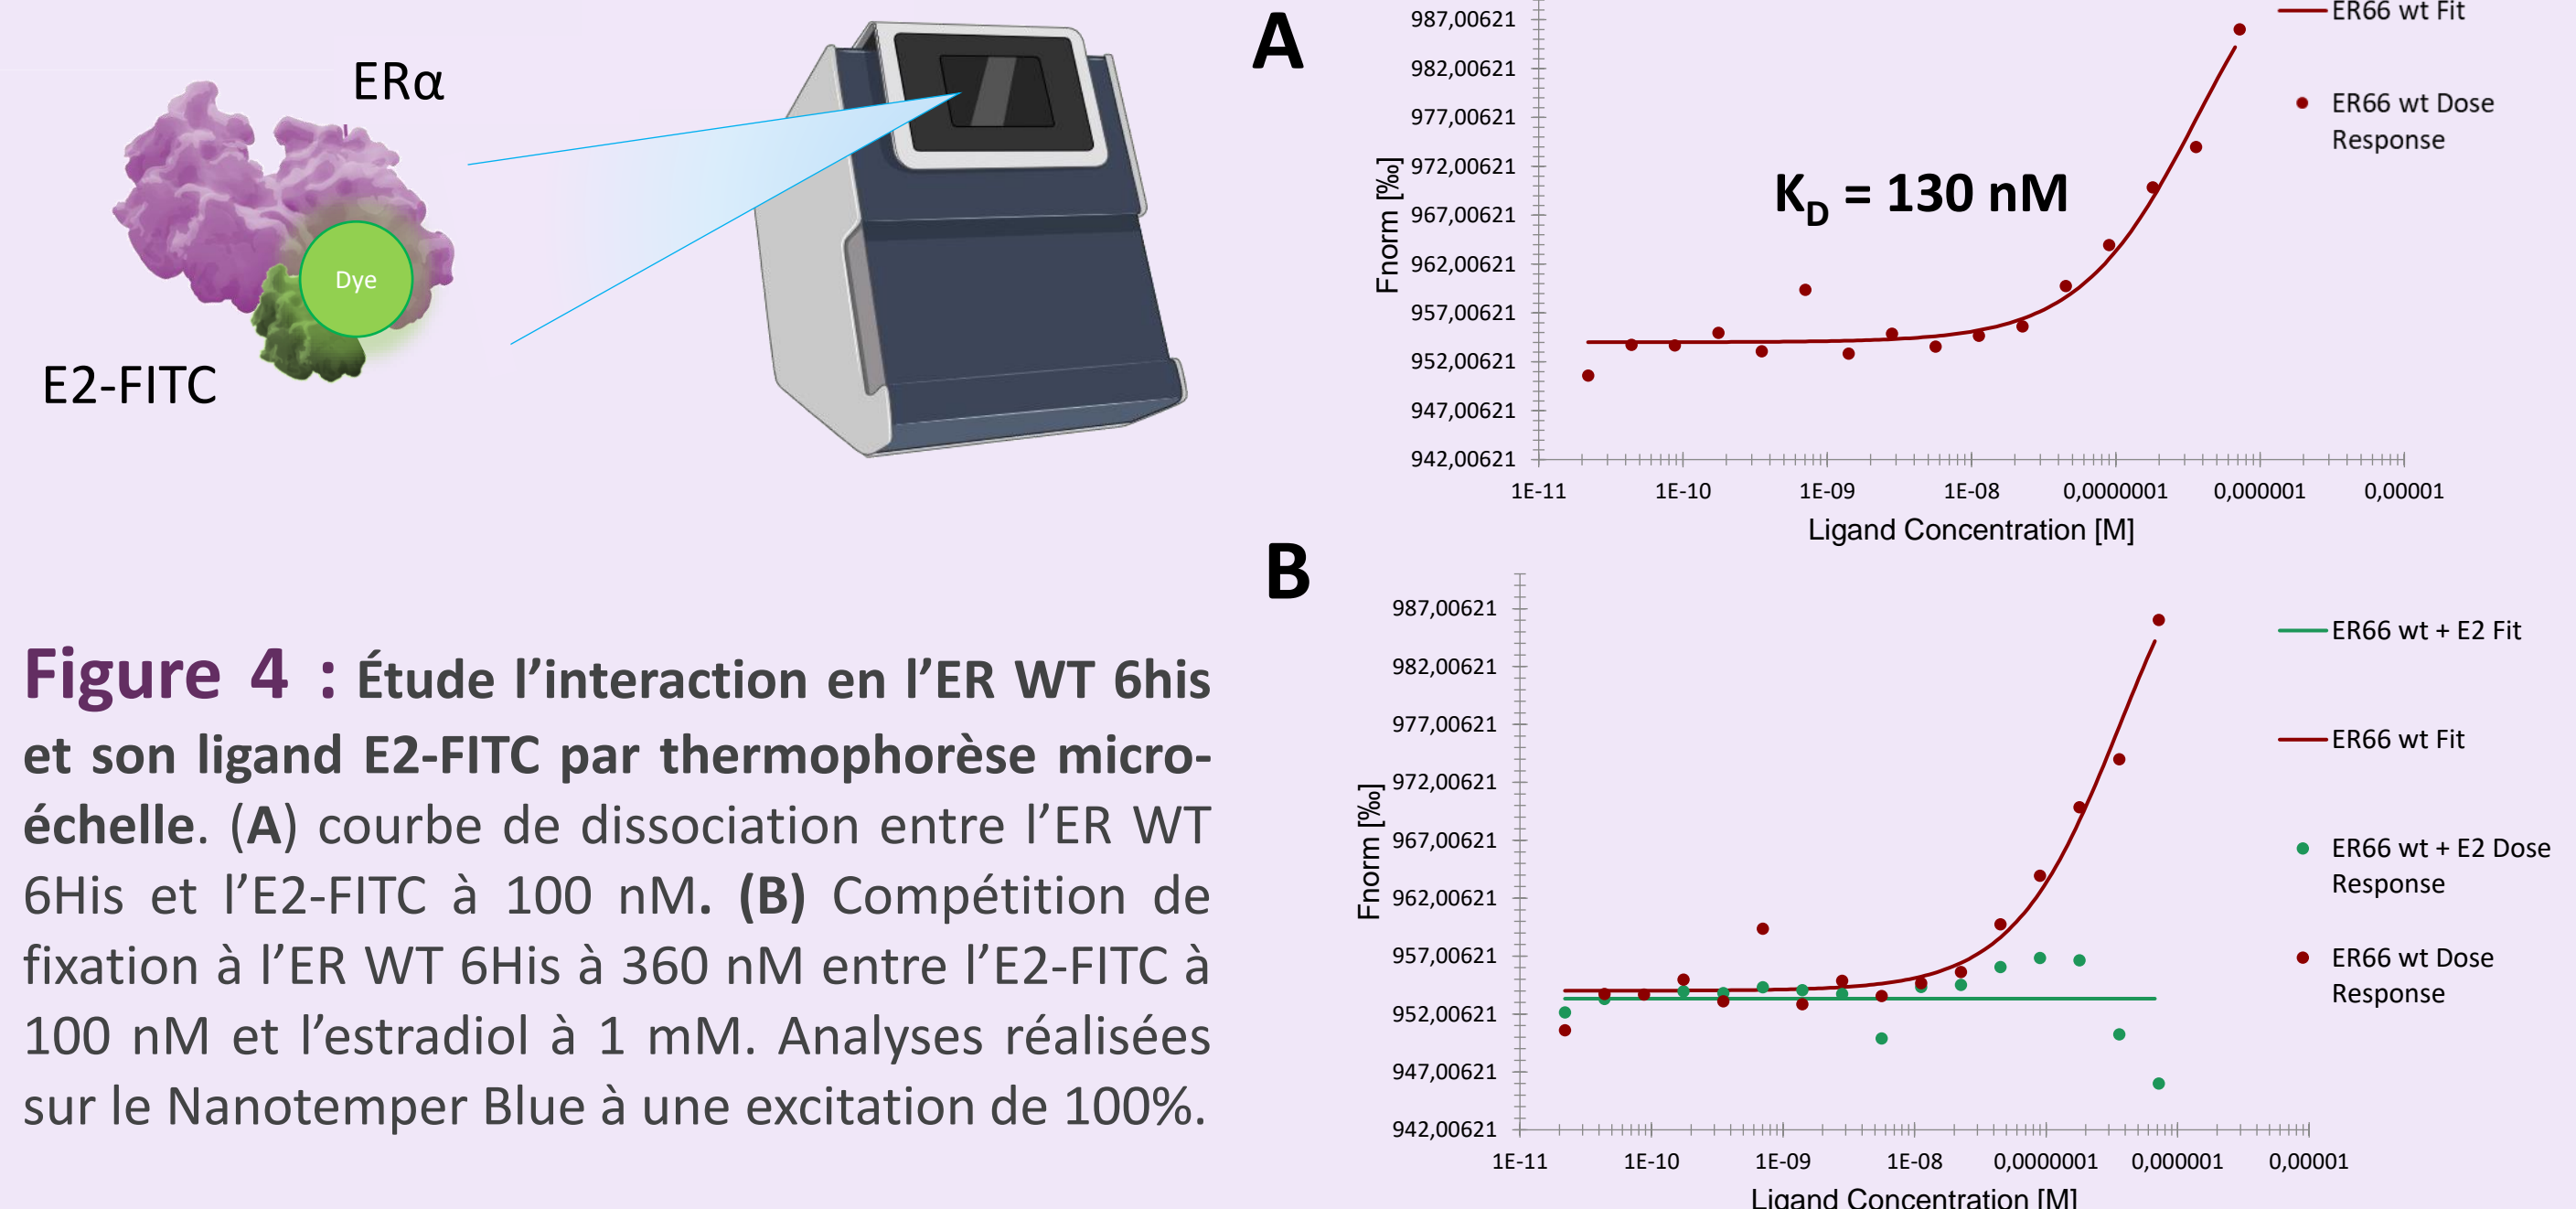 ERα
Dye
E2-FITC
A
987,00621
982,00621
977,00621
972,00621
967,00621
962,00621
957,00621
952,00621
947,00621
942,00621
Fnorm [‰]
K_D = 130 nM
1E-11 1E-10 1E-09 1E-08 0,0000001 0,000001 0,00001
Ligand Concentration [M]
ER66 wt Fit
ER66 wt Dose
Response
B
987,00621
982,00621
977,00621
972,00621
967,00621
962,00621
957,00621
952,00621
947,00621
942,00621
Fnorm [‰]
1E-11 1E-10 1E-09 1E-08 0,0000001 0,000001 0,00001
Ligand Concentration [M]
ER66 wt + E2 Fit
ER66 wt Fit
ER66 wt + E2 Dose
Response
ER66 wt Dose
Response
Figure 4 : Étude l’interaction en l’ER WT 6his
et son ligand E2-FITC par thermophorèse micro-
échelle. (A) courbe de dissociation entre l’ER WT
6His et l’E2-FITC à 100 nM. (B) Compétition de
fixation à l’ER WT 6His à 360 nM entre l’E2-FITC à
100 nM et l’estradiol à 1 mM. Analyses réalisées
sur le Nanotemper Blue à une excitation de 100%.